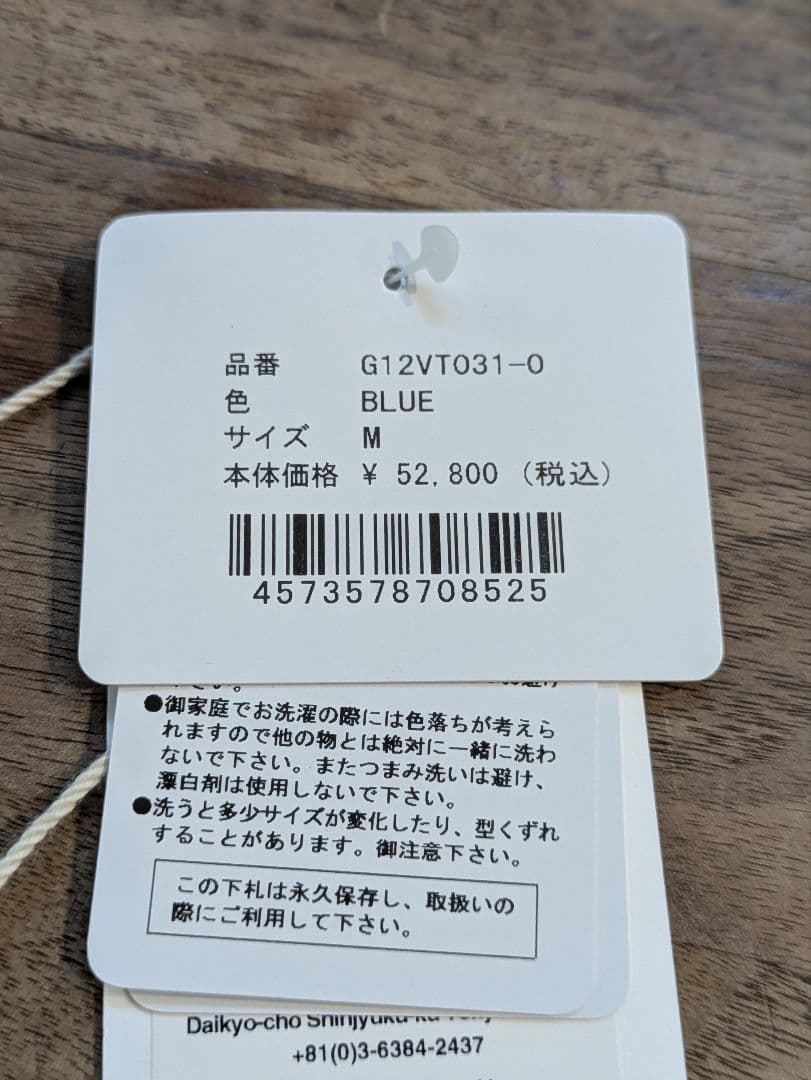 品番 G12VT031-0
色 BLUE
サイズ M
本体価格 ¥ 52,800 (税込)
4573578708525
●御家庭でお洗濯の際には色落ちが考えら
れますので他の物とは絶対に一緒に洗わ
ないで下さい。またつまみ洗いは避け、
漂白剤は使用しないで下さい。
●洗うと多少サイズが変化したり、型くずれ
することがあります。御注意下さい。
この下札は永久保存し、取扱いの
際にご利用して下さい。
Daikyo-cho Shinjyuku-ku
+81(0)3-6384-2437